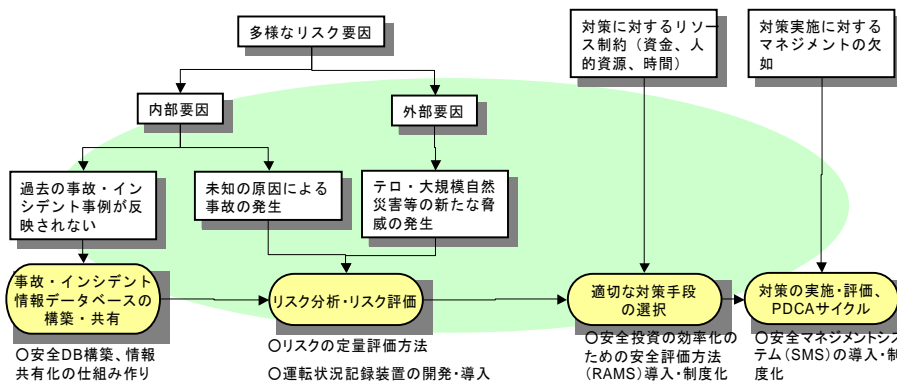 多様なリスク要因
対策に対するリソー
ス制約（資金、人
的資源、時間）
対策実施に対する
マネジメントの欠
如
内部要因
外部要因
過去の事故・イン
シデント事例が反
映されない
未知の原因による
事故の発生
テロ・大規模自然
災害等の新たな脅
威の発生
事故・インシデント
情報データベースの
構築・共有
リスク分析・リスク評価
適切な対策手段
の選択
対策の実施・評価、
PDCAサイクル
○安全DB構築、情報
共有化の仕組み作り
○リスクの定量評価方法
○運転状況記録装置の開発・導入
○安全投資の効率化の
ための安全評価方法
(RAMS)導入・制度化
○安全マネジメントシス
テム(SMS)の導入・制
度化